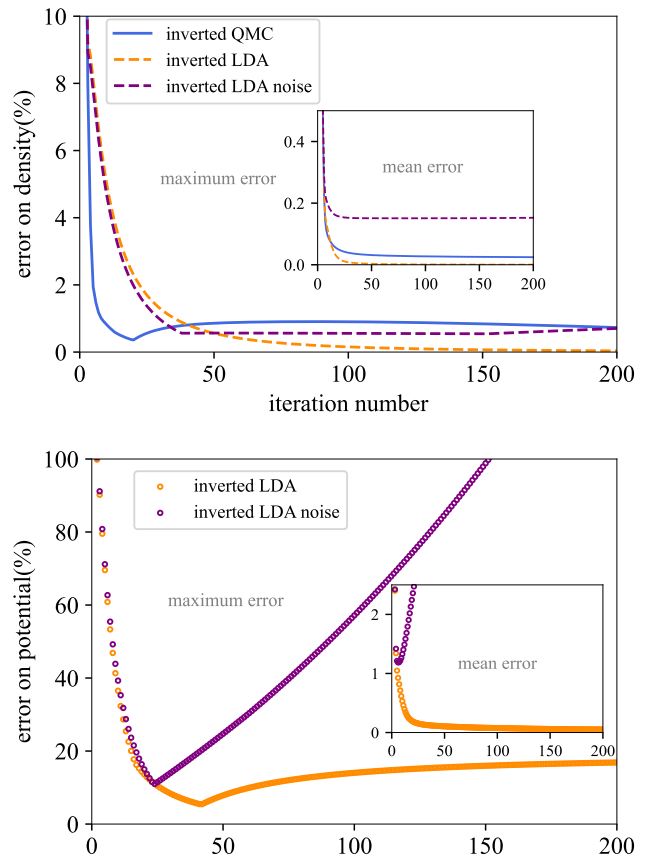 10
inverted QMC
inverted LDA
inverted LDA noise
8
6
4
2
0
error on density(%)
maximum error
mean error
0.4
0.2
0.0
0 50 100 150 200
0 50 100 150 200
iteration number
100
80
60
40
20
0
error on potential(%)
inverted LDA
inverted LDA noise
maximum error
mean error
2
1
0
0 50 100 150 200
0 50 100 150 200